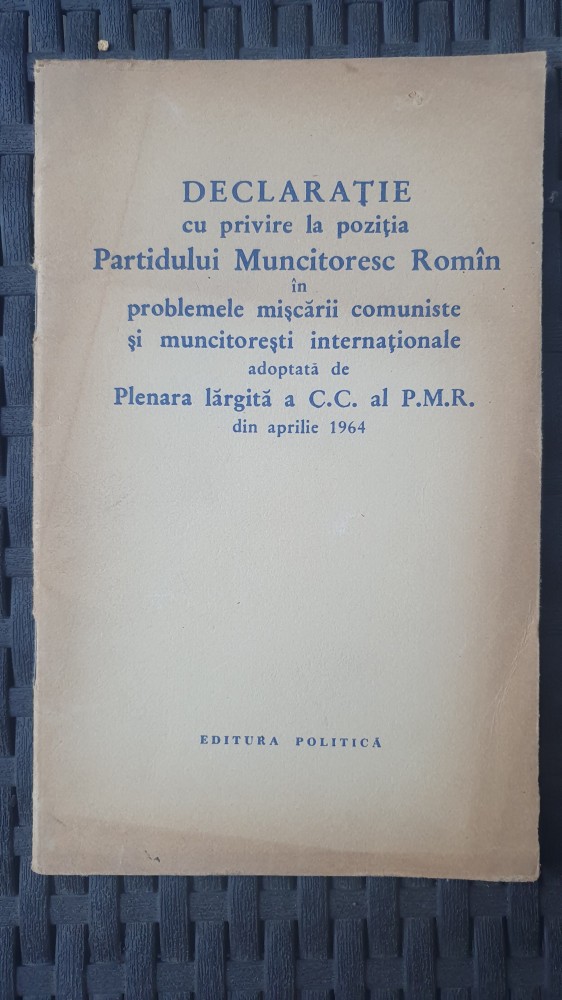 DECLARAŢIE
cu privire la poziţia
Partidului Muncitoresc Romîn
în
problemele mişcării comuniste
şi muncitoreşti internaţionale
adoptată de
Plenara lărgită a C.C. al P.M.R.
din aprilie 1964
EDITURA POLITICĂ